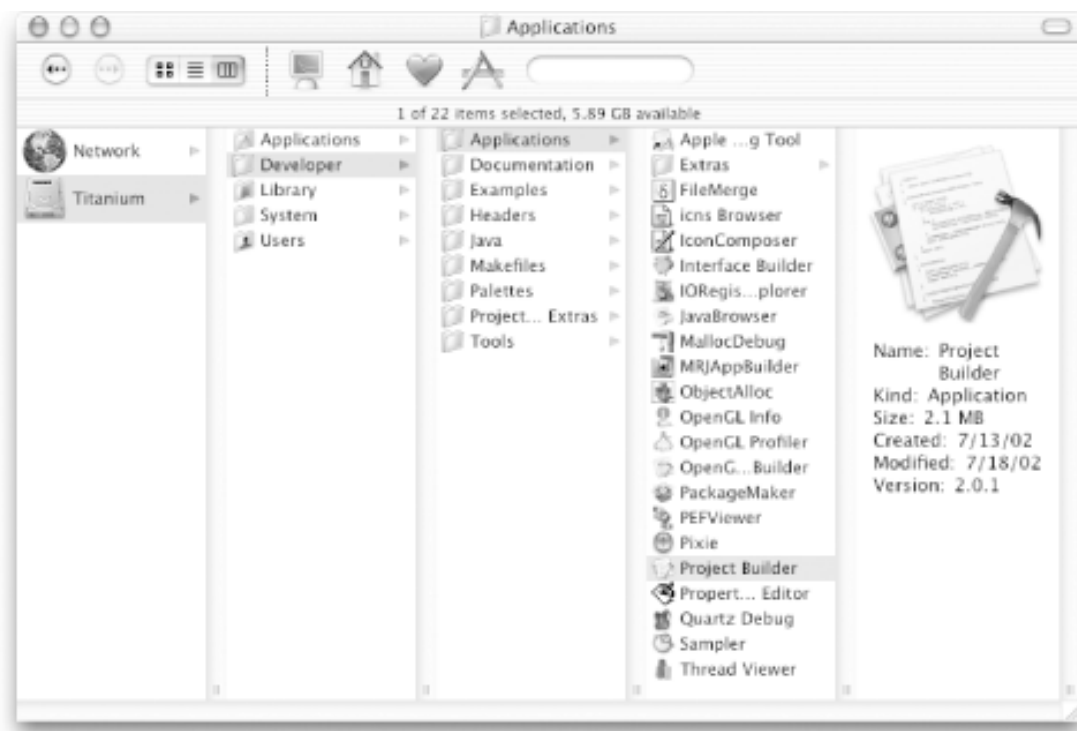 Applications
1 of 22 items selected, 5.89 GB available
Network
Titanium
Applications
Developer
Library
System
Users
Applications
Documentation
Examples
Headers
Java
Makefiles
Palettes
Project... Extras
Tools
Apple ...g Tool
Extras
FileMerge
icns Browser
IconComposer
Interface Builder
IORegis...plorer
JavaBrowser
MallocDebug
MRJAppBuilder
ObjectAlloc
OpenGL Info
OpenGL Profiler
OpenG...Builder
PackageMaker
PEFViewer
Pixie
Project Builder
Propert... Editor
Quartz Debug
Sampler
Thread Viewer
Name: Project
Builder
Kind: Application
Size: 2.1 MB
Created: 7/13/02
Modified: 7/18/02
Version: 2.0.1